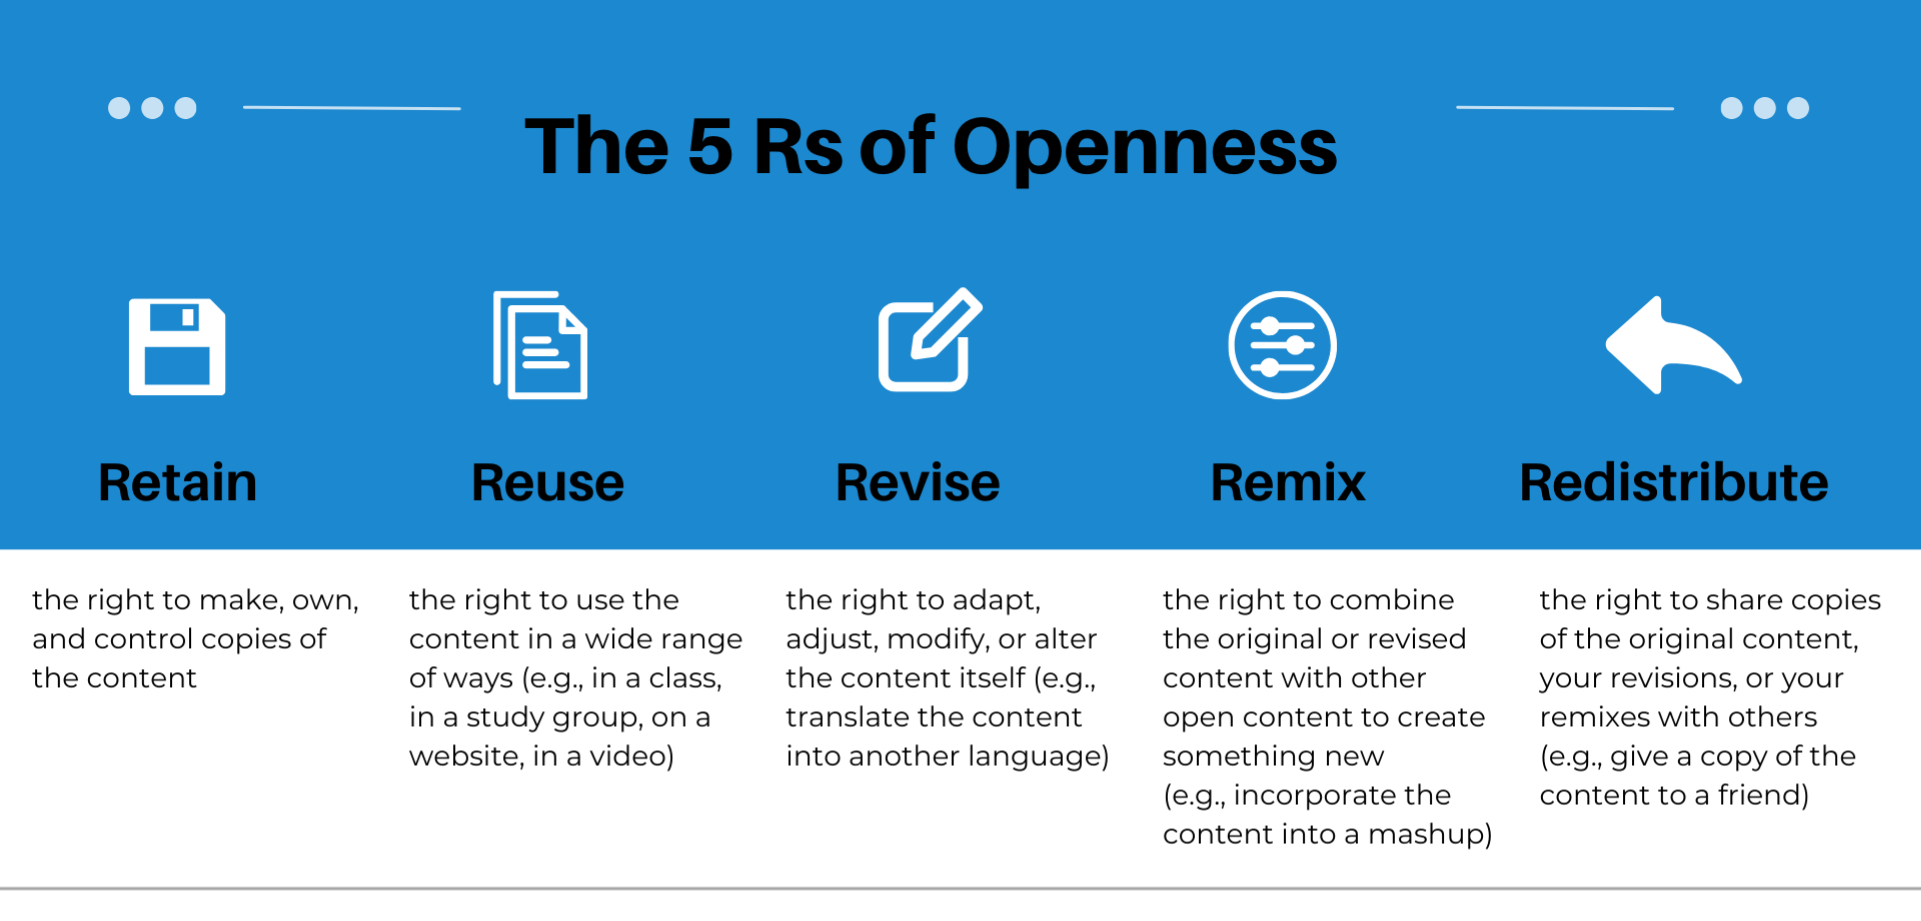 The 5 Rs of Openness
Retain
the right to make, own,
and control copies of
the content
Reuse
the right to use the
content in a wide range
of ways (e.g., in a class,
in a study group, on a
website, in a video)
Revise
the right to adapt,
adjust, modify, or alter
the content itself (e.g.,
translate the content
into another language)
Remix
the right to combine
the original or revised
content with other
open content to create
something new
(e.g., incorporate the
content into a mashup)
Redistribute
the right to share copies
of the original content,
your revisions, or your
remixes with others
(e.g., give a copy of the
content to a friend)